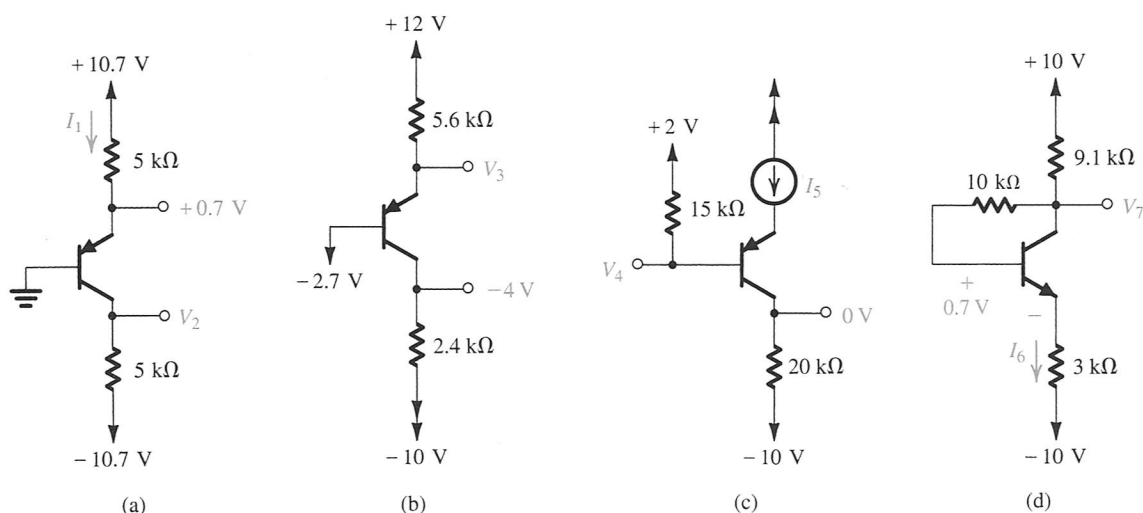 +10.7 V
I₁
5 kΩ
+0.7 V
V₂
5 kΩ
−10.7 V
(a)
+12 V
5.6 kΩ
V₃
−2.7 V
−4 V
2.4 kΩ
−10 V
(b)
+2 V
15 kΩ
I₅
V₄
0 V
20 kΩ
−10 V
(c)
+10 V
9.1 kΩ
10 kΩ
V₇
+
0.7 V
−
I₆
3 kΩ
−10 V
(d)